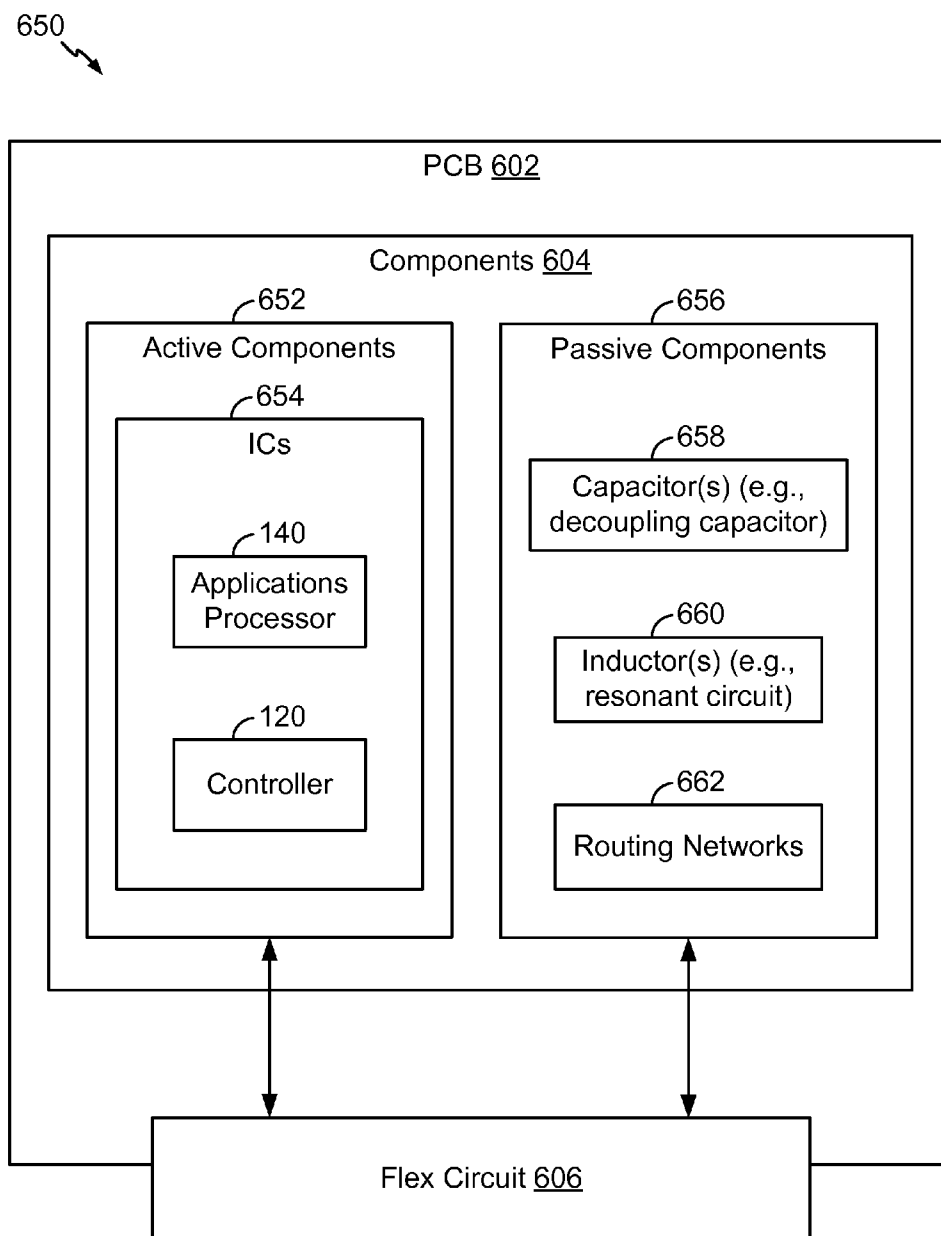 650
PCB 602
Components 604
652
Active Components
654
ICs
140
Applications
Processor
120
Controller
656
Passive Components
658
Capacitor(s) (e.g.,
decoupling capacitor)
660
Inductor(s) (e.g.,
resonant circuit)
662
Routing Networks
Flex Circuit 606